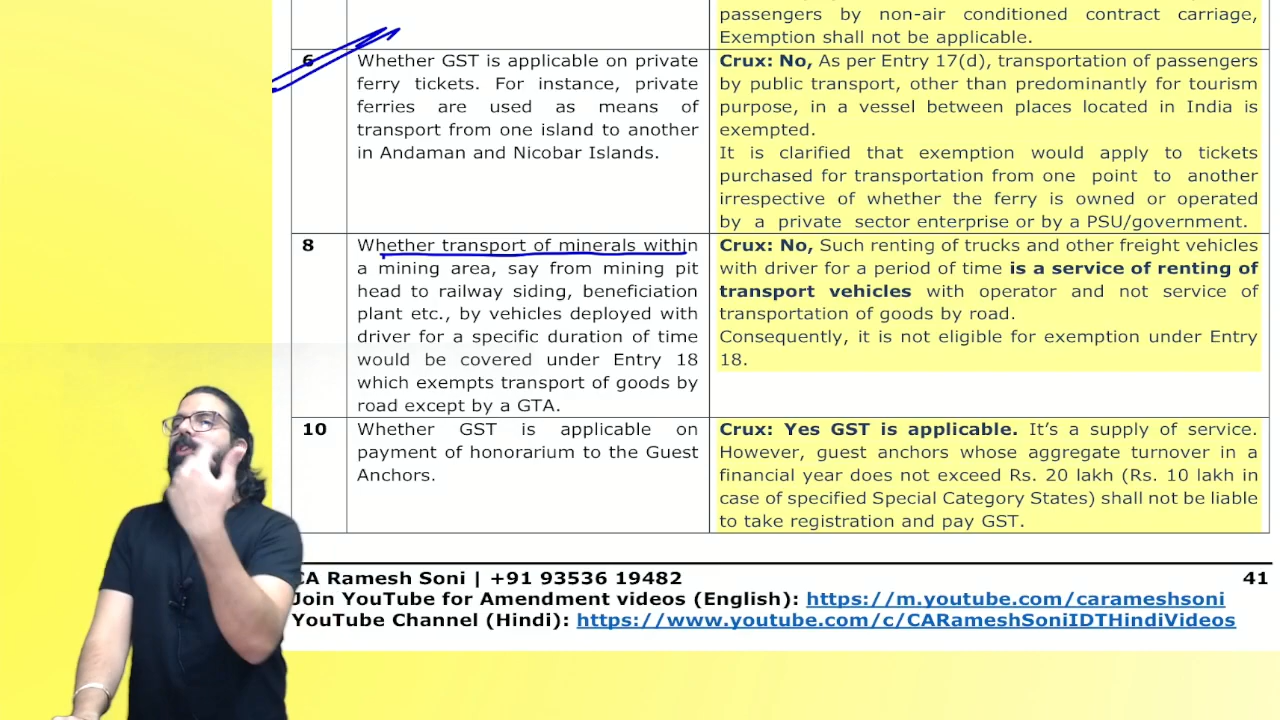 passengers by non-air conditioned contract carriage,
Exemption shall not be applicable.
6
Whether GST is applicable on private
ferry tickets. For instance, private
ferries are used as means of
transport from one island to another
in Andaman and Nicobar Islands.
Crux: No, As per Entry 17(d), transportation of passengers
by public transport, other than predominantly for tourism
purpose, in a vessel between places located in India is
exempted.
It is clarified that exemption would apply to tickets
purchased for transportation from one point to another
irrespective of whether the ferry is owned or operated
by a private sector enterprise or by a PSU/government.
8
Whether transport of minerals within
a mining area, say from mining pit
head to railway siding, beneficiation
plant etc., by vehicles deployed with
driver for a specific duration of time
would be covered under Entry 18
which exempts transport of goods by
road except by a GTA.
Crux: No, Such renting of trucks and other freight vehicles
with driver for a period of time is a service of renting of
transport vehicles with operator and not service of
transportation of goods by road.
Consequently, it is not eligible for exemption under Entry
18.
10
Whether GST is applicable on
payment of honorarium to the Guest
Anchors.
Crux: Yes GST is applicable. It’s a supply of service.
However, guest anchors whose aggregate turnover in a
financial year does not exceed Rs. 20 lakh (Rs. 10 lakh in
case of specified Special Category States) shall not be liable
to take registration and pay GST.
CA Ramesh Soni | +91 93536 19482
41
Join YouTube for Amendment videos (English): https://m.youtube.com/carameshsoni
YouTube Channel (Hindi): https://www.youtube.com/c/CARameshSoniIDTHindiVideos